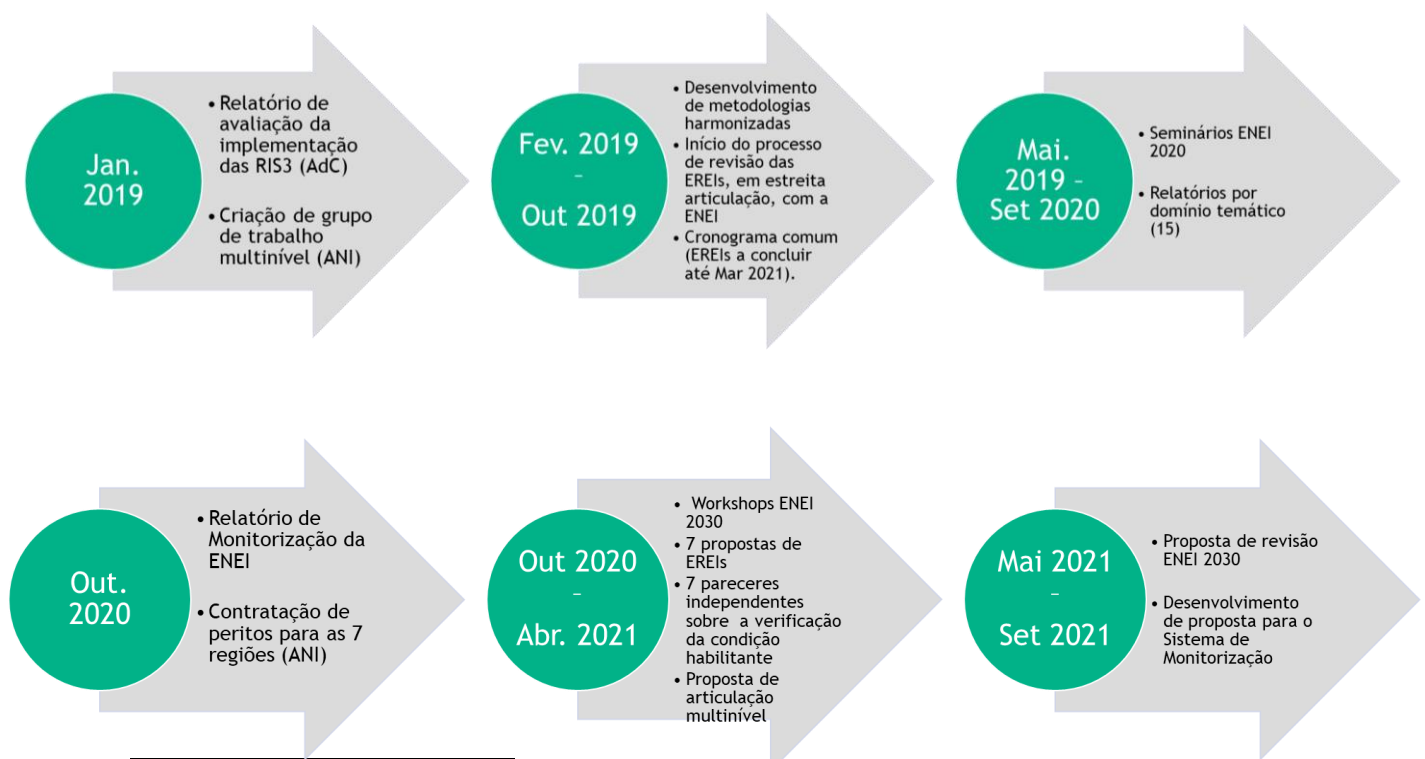 Jan.
2019
• Relatório de
avaliação da
implementação
das RIS3 (AdC)
• Criação de grupo
de trabalho
multinível (ANI)
Fev. 2019
–
Out 2019
• Desenvolvimento
de metodologias
harmonizadas
• Início do processo
de revisão das
EREIs, em estreita
articulação, com a
ENEI
• Cronograma comum
(EREIs a concluir
até Mar 2021).
Mai.
2019 –
Set 2020
• Seminários ENEI
2020
• Relatórios por
domínio temático
(15)
Out.
2020
• Relatório de
Monitorização da
ENEI
• Contratação de
peritos para as 7
regiões (ANI)
Out 2020
–
Abr. 2021
• Workshops ENEI
2030
• 7 propostas de
EREIs
• 7 pareceres
independentes
sobre a verificação
da condição
habilitante
• Proposta de
articulação
multinível
Mai 2021
–
Set 2021
• Proposta de revisão
ENEI 2030
• Desenvolvimento
de proposta para o
Sistema de
Monitorização